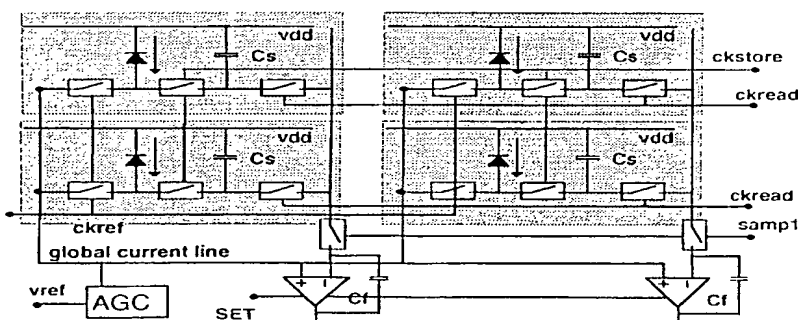 vdd
vdd
Cs
Cs
ckstore
ckread
vdd
vdd
Cs
Cs
ckread
ckref
samp1
global current line
+ -
+ -
vref
AGC
Cf
Cf
SET